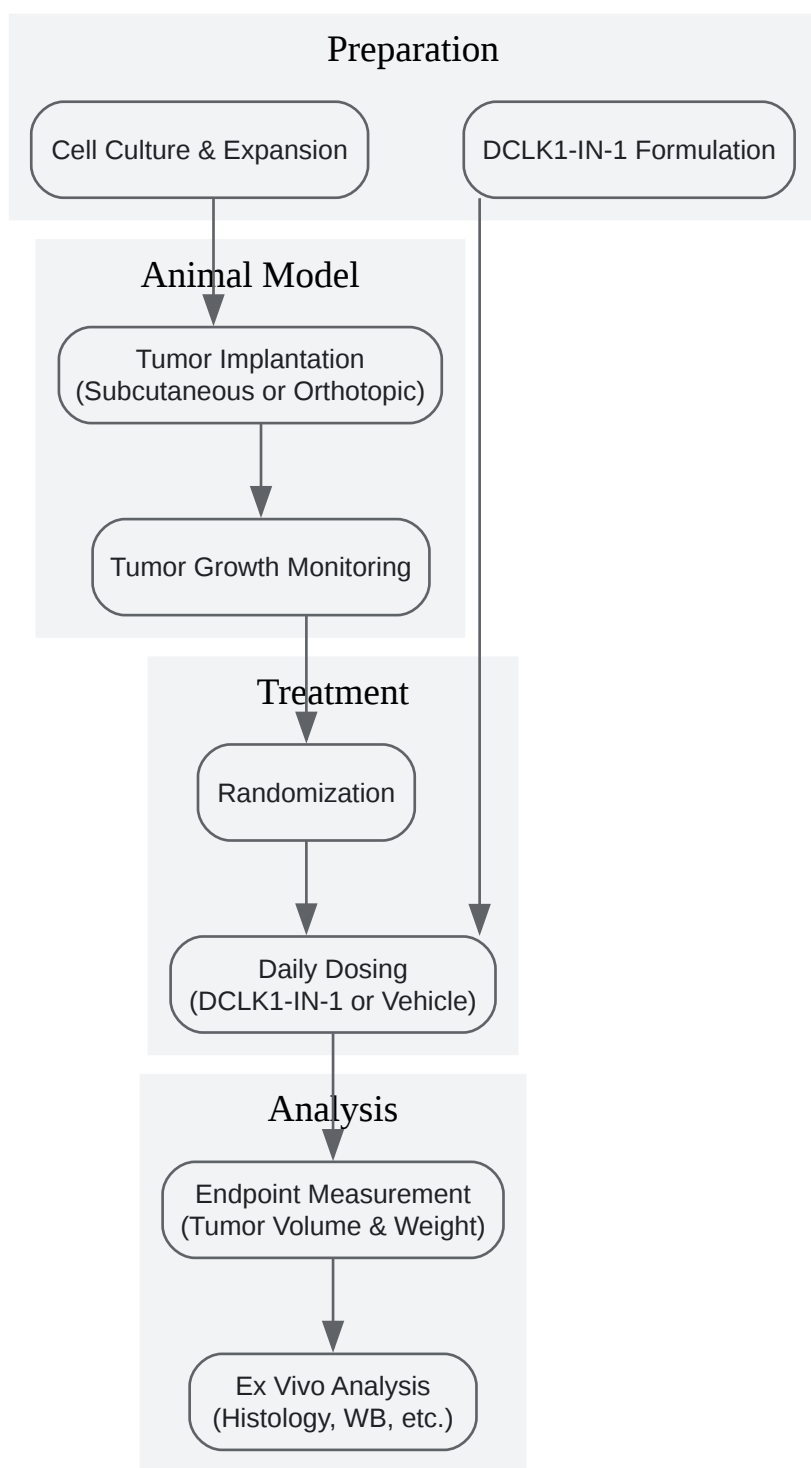 Preparation
Cell Culture & Expansion
DCLK1-IN-1 Formulation
Animal Model
Tumor Implantation
(Subcutaneous or Orthotopic)
Tumor Growth Monitoring
Treatment
Randomization
Daily Dosing
(DCLK1-IN-1 or Vehicle)
Analysis
Endpoint Measurement
(Tumor Volume & Weight)
Ex Vivo Analysis
(Histology, WB, etc.)